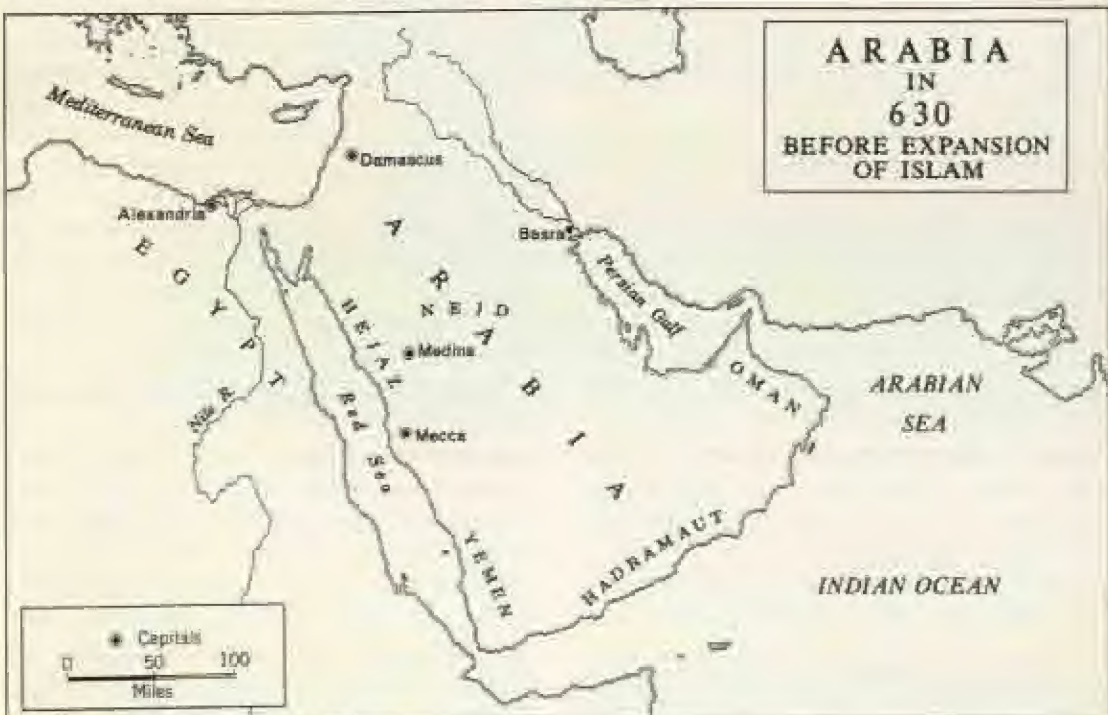 ARABIA
IN
630
BEFORE EXPANSION
OF ISLAM
Mediterranean Sea
Damascus
Alexandria
EGYPT
Basra
Persian Gulf
ARABIA
NEJD
HEJAZ
Medina
OMAN
ARABIAN
SEA
Nile R.
Red Sea
Mecca
YEMEN
HADRAMAUT
INDIAN OCEAN
Capitals
0 50 100
Miles